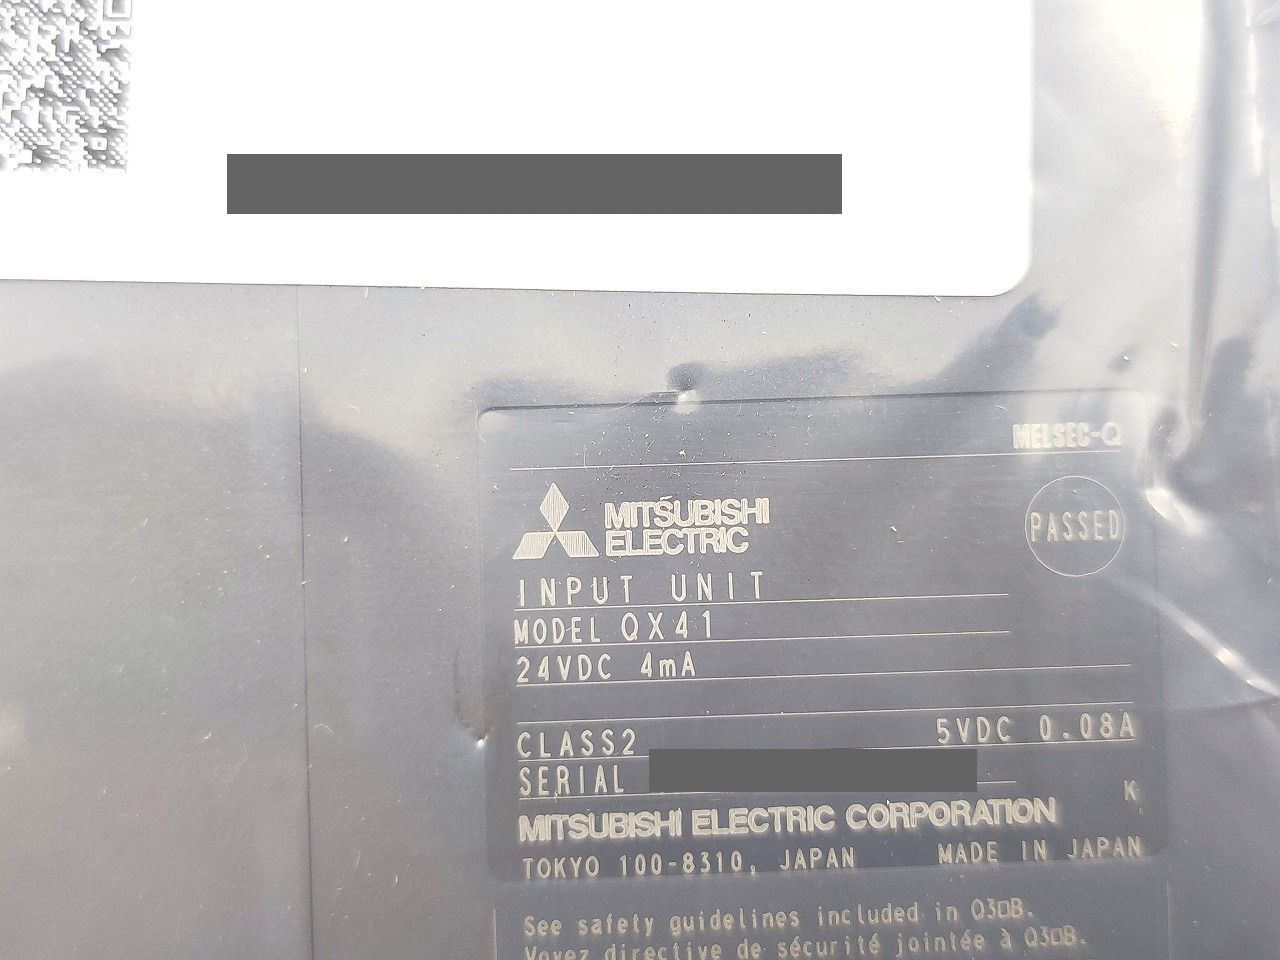 MELSEC-Q
MITSUBISHI
ELECTRIC
PASSED
INPUT UNIT
MODEL QX41
24VDC 4mA
CLASS2 5VDC 0.08A
SERIAL
K
MITSUBISHI ELECTRIC CORPORATION
TOKYO 100-8310, JAPAN MADE IN JAPAN
See safety guidelines included in Q3□B.
Voyez directive de sécurité jointée à Q3□B.